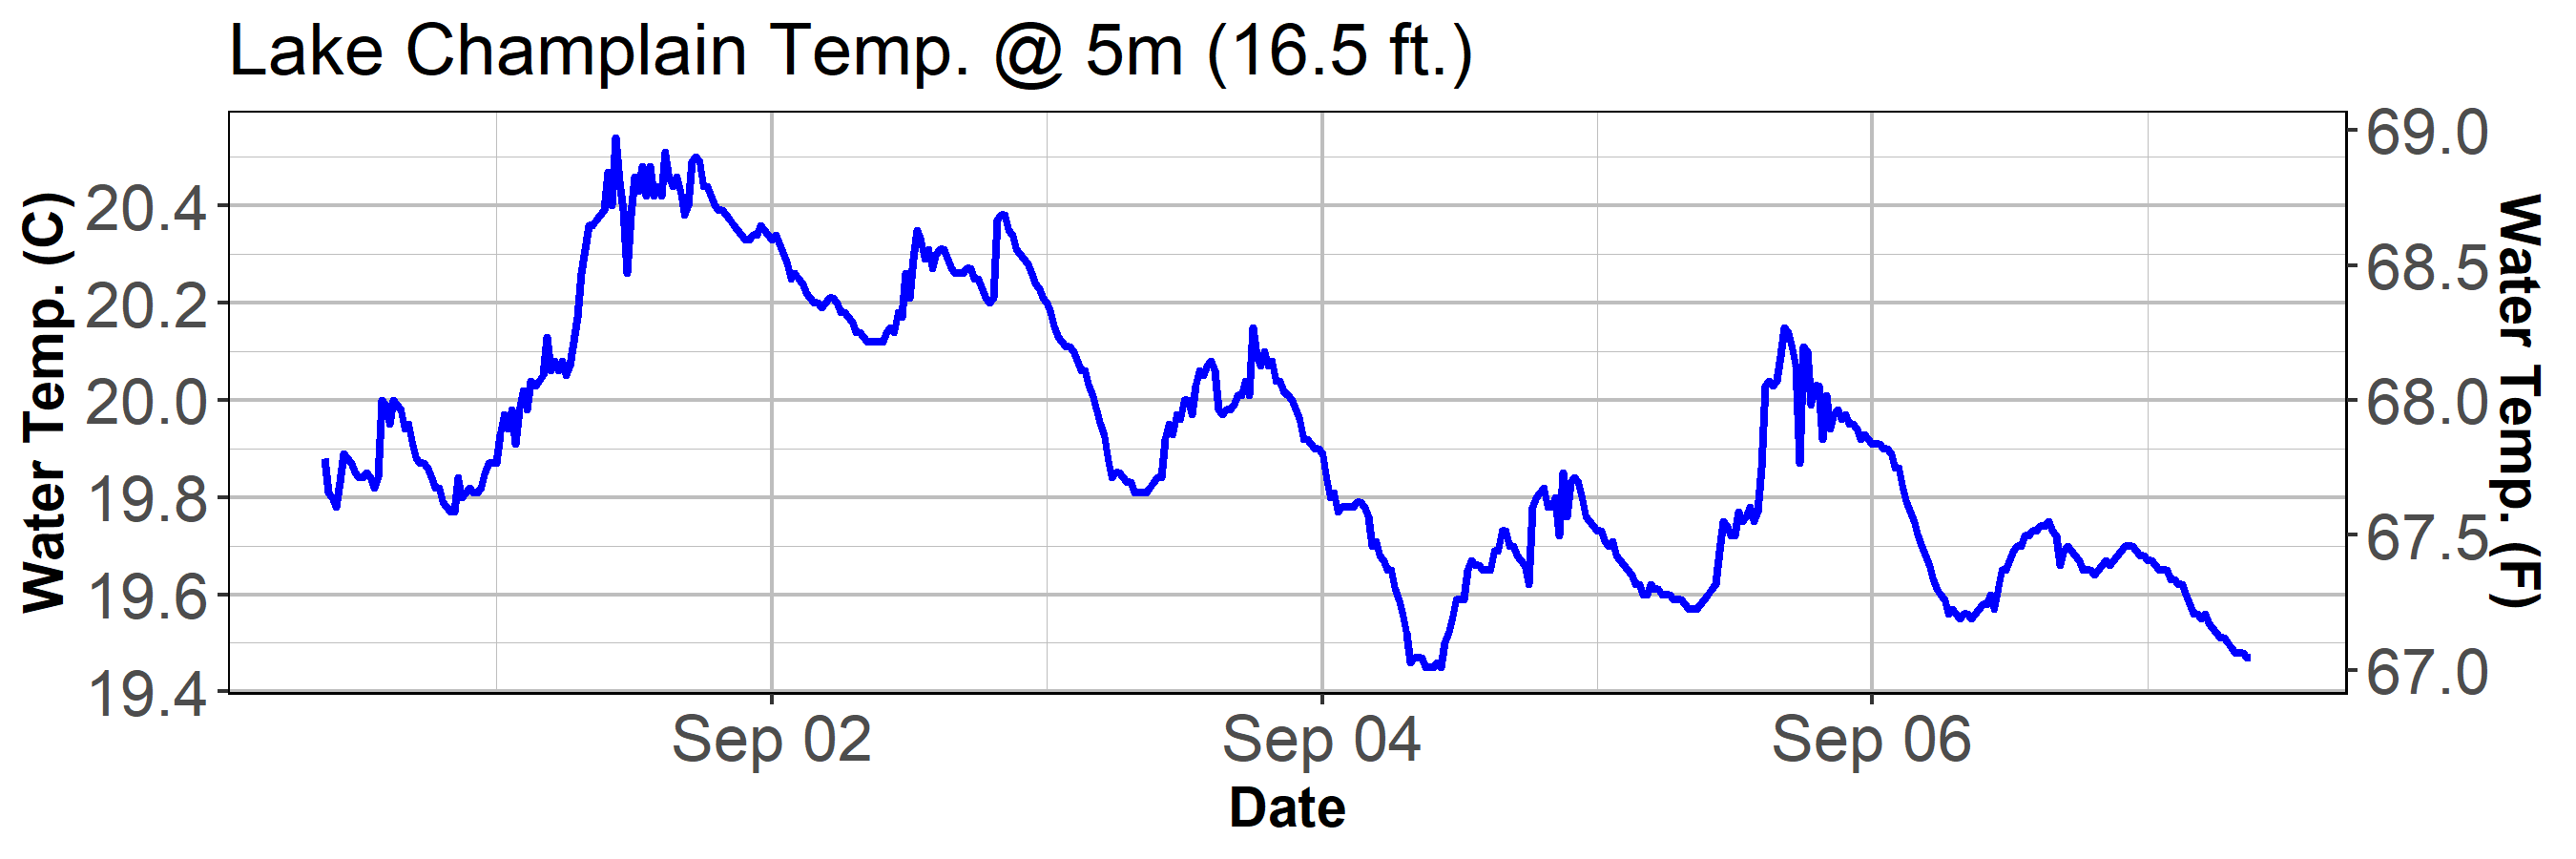 Lake Champlain Temp. @ 5m (16.5 ft.)
Water Temp. (C)
20.4
20.2
20.0
19.8
19.6
19.4
69.0
68.5
68.0
67.5
67.0
Water Temp. (F)
Sep 02 Sep 04 Sep 06
Date